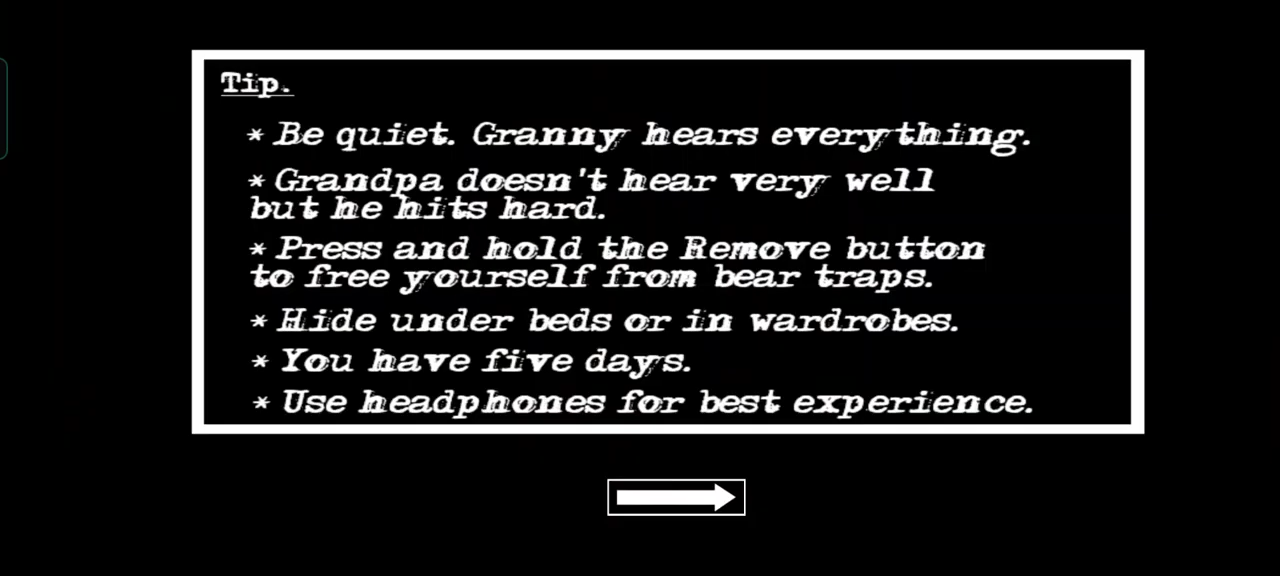 Tip.
* Be quiet. Granny hears everything.
* Grandpa doesn't hear very well
but he hits hard.
* Press and hold the Remove button
to free yourself from bear traps.
* Hide under beds or in wardrobes.
* You have five days.
* Use headphones for best experience.